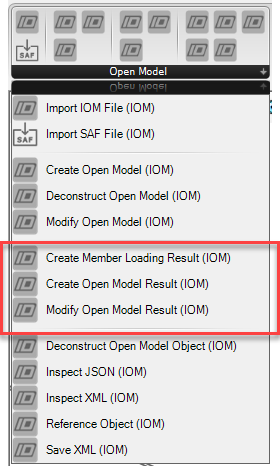 SAF
Open Model
Open Model
Import IOM File (IOM)
SAF
Import SAF File (IOM)
Create Open Model (IOM)
Deconstruct Open Model (IOM)
Modify Open Model (IOM)
Create Member Loading Result (IOM)
Create Open Model Result (IOM)
Modify Open Model Result (IOM)
Deconstruct Open Model Object (IOM)
Inspect JSON (IOM)
Inspect XML (IOM)
Reference Object (IOM)
Save XML (IOM)